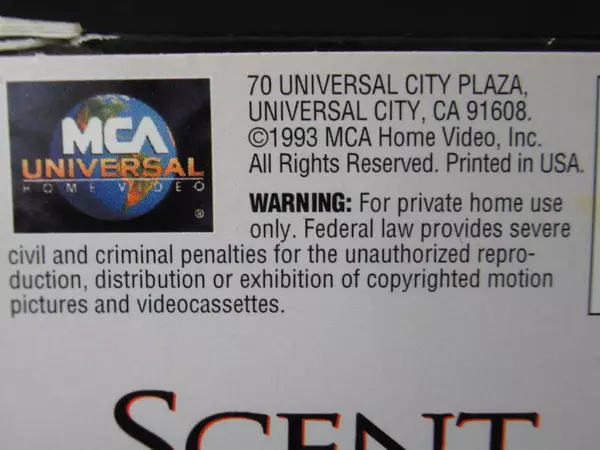 MCA
UNIVERSAL
HOME VIDEO
®
70 UNIVERSAL CITY PLAZA,
UNIVERSAL CITY, CA 91608.
©1993 MCA Home Video, Inc.
All Rights Reserved. Printed in USA.
WARNING: For private home use
only. Federal law provides severe
civil and criminal penalties for the unauthorized repro-
duction, distribution or exhibition of copyrighted motion
pictures and videocassettes.
SCENT